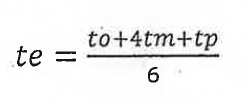 te = to+4tm+tp
6